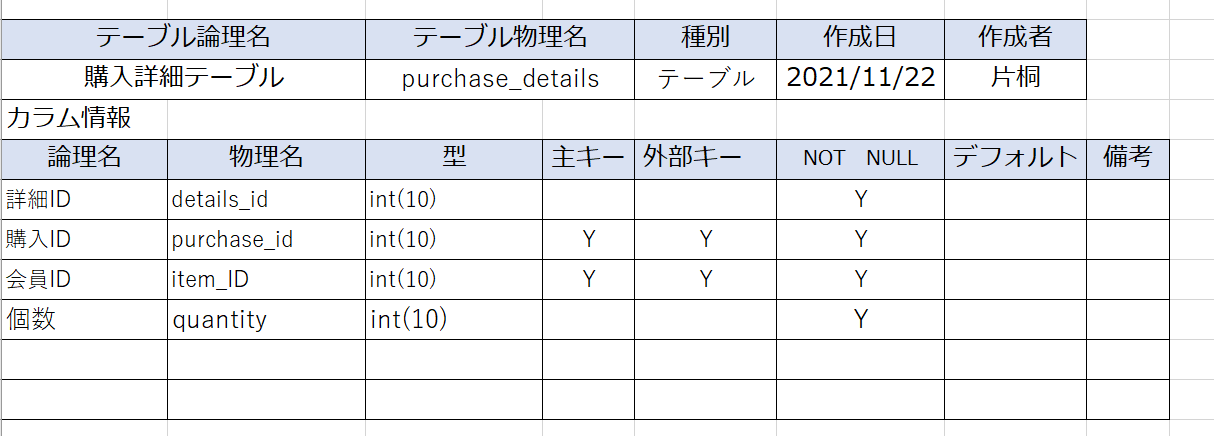 テーブル論理名 テーブル物理名 種別 作成日 作成者
購入詳細テーブル purchase_details テーブル 2021/11/22 片桐
カラム情報
論理名 物理名 型 主キー 外部キー NOT　NULL デフォルト 備考
詳細ID details_id int(10) Y
購入ID purchase_id int(10) Y Y Y
会員ID item_ID int(10) Y Y Y
個数 quantity int(10) Y